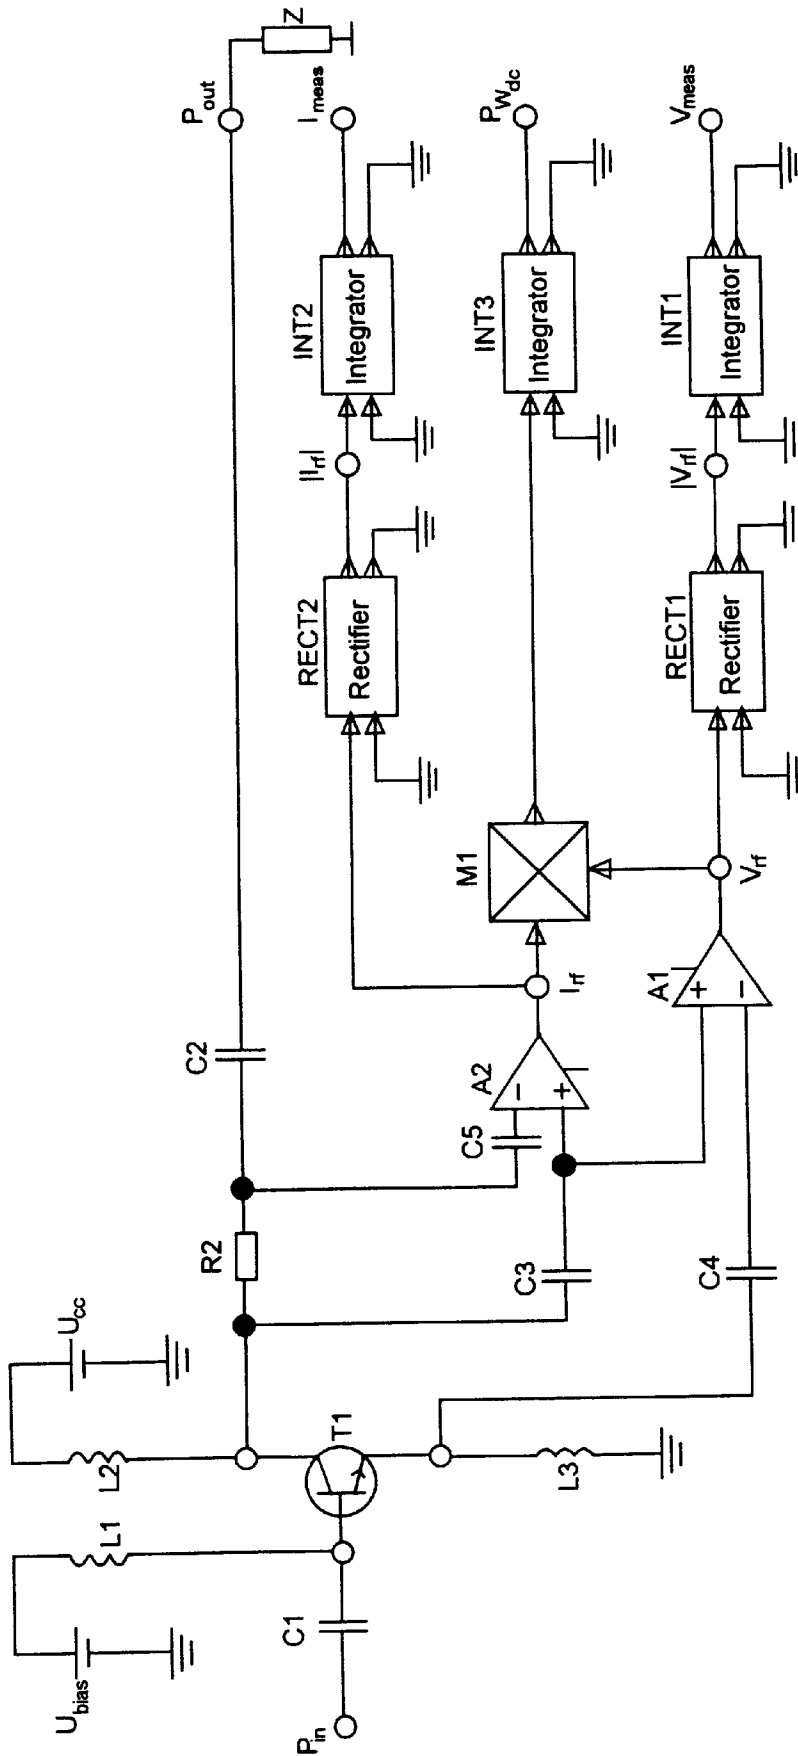 P_in
C1
U_bias
L1
L2
U_cc
T1
L3
R2
C2
P_out
Z
C3
C5
A2
−
+
I_rf
RECT2
Rectifier
|I_rf|
INT2
Integrator
I_meas
M1
INT3
Integrator
P_W_dc
C4
A1
+
−
V_rf
RECT1
Rectifier
|V_rf|
INT1
Integrator
V_meas